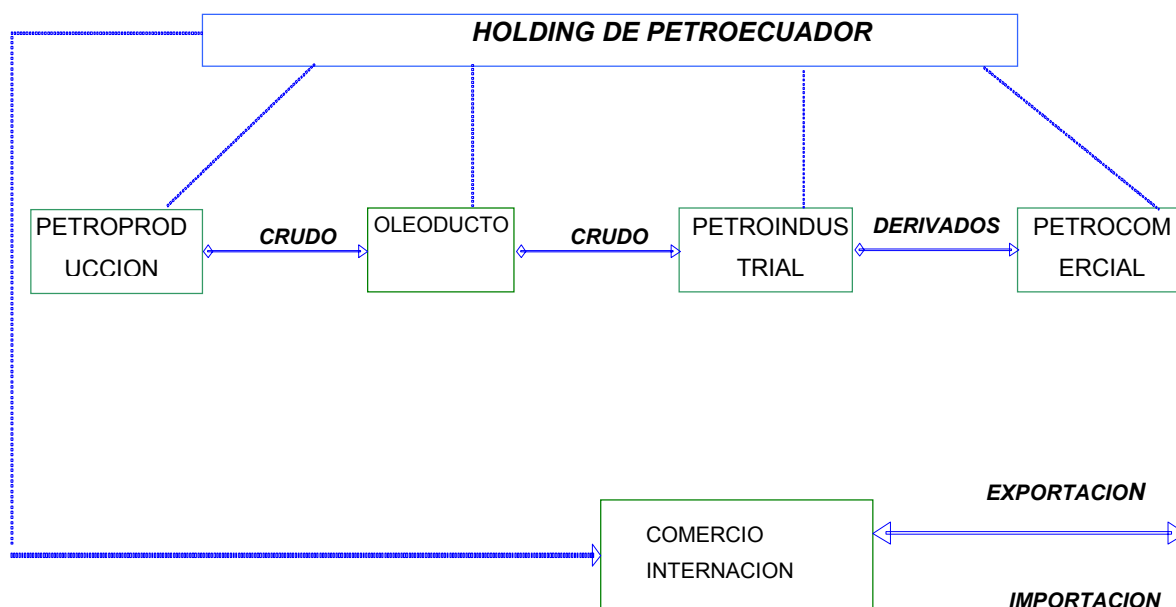 HOLDING DE PETROECUADOR
PETROPROD
UCCION
CRUDO
OLEODUCTO
CRUDO
PETROINDUS
TRIAL
DERIVADOS
PETROCOM
ERCIAL
EXPORTACION
COMERCIO
INTERNACION
IMPORTACION